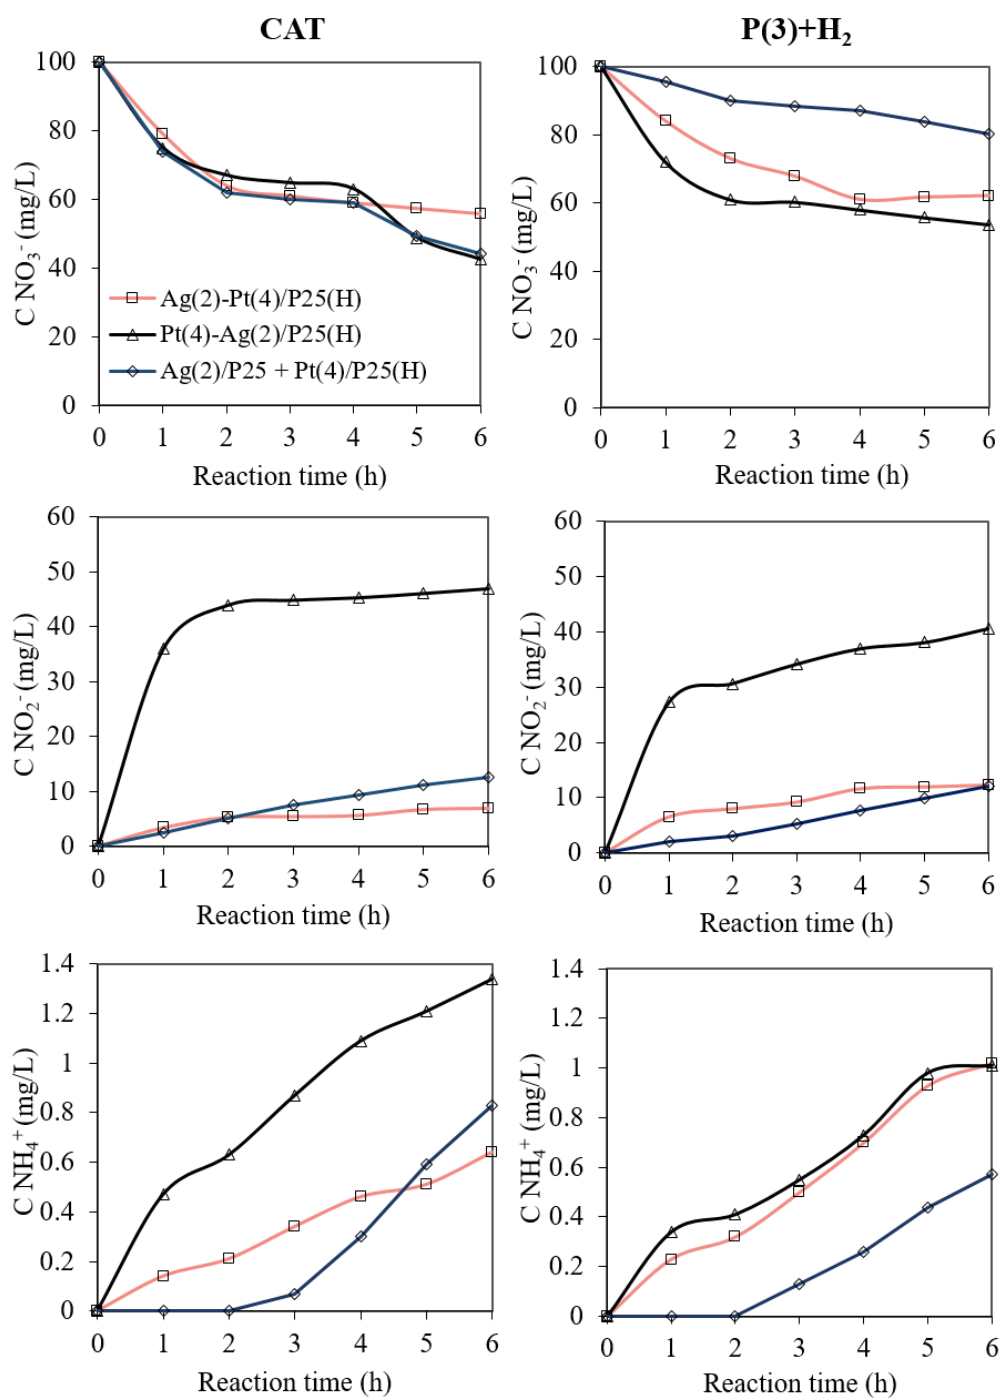 CAT
P(3)+H₂
C NO₃⁻ (mg/L)
100
80
60
40
20
0
Ag(2)-Pt(4)/P25(H)
Pt(4)-Ag(2)/P25(H)
Ag(2)/P25 + Pt(4)/P25(H)
0 1 2 3 4 5 6
Reaction time (h)
C NO₃⁻ (mg/L)
100
80
60
40
20
0
0 1 2 3 4 5 6
Reaction time (h)
C NO₂⁻ (mg/L)
60
50
40
30
20
10
0
0 1 2 3 4 5 6
Reaction time (h)
C NO₂⁻ (mg/L)
60
50
40
30
20
10
0
0 1 2 3 4 5 6
Reaction time (h)
C NH₄⁺ (mg/L)
1.4
1.2
1
0.8
0.6
0.4
0.2
0
0 1 2 3 4 5 6
Reaction time (h)
C NH₄⁺ (mg/L)
1.4
1.2
1
0.8
0.6
0.4
0.2
0
0 1 2 3 4 5 6
Reaction time (h)